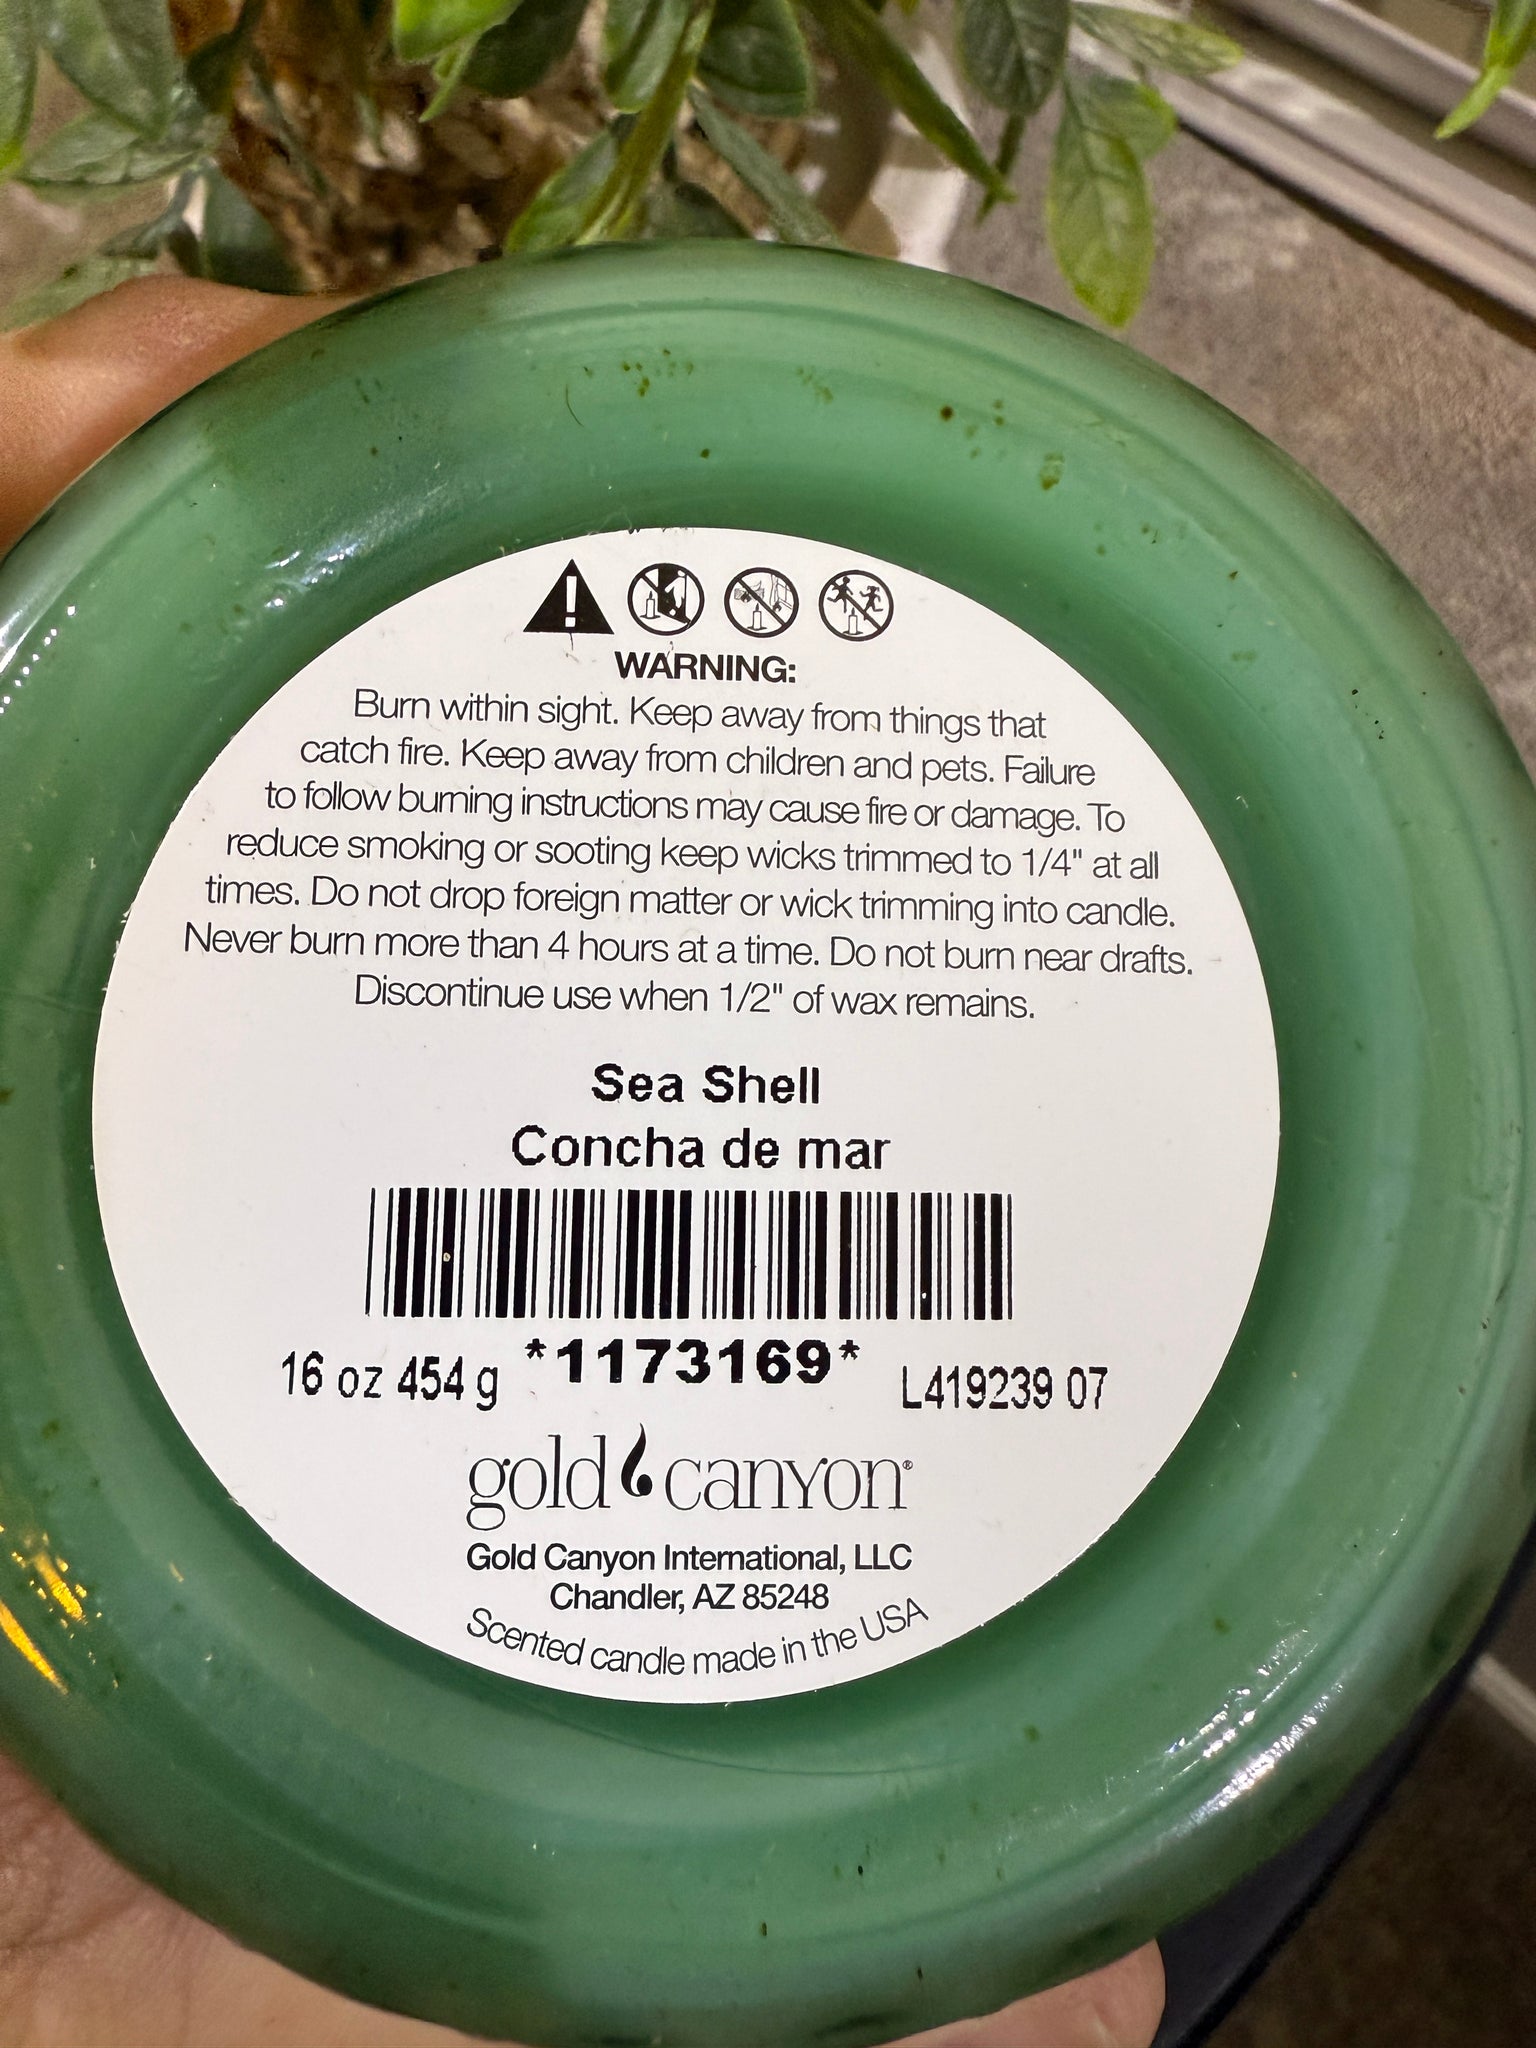 WARNING:
Burn within sight. Keep away from things that
catch fire. Keep away from children and pets. Failure
to follow burning instructions may cause fire or damage. To
reduce smoking or sooting keep wicks trimmed to 1/4" at all
times. Do not drop foreign matter or wick trimming into candle.
Never burn more than 4 hours at a time. Do not burn near drafts.
Discontinue use when 1/2" of wax remains.
Sea Shell
Concha de mar
16 oz 454 g *1173169* L419239 07
gold canyon®
Gold Canyon International, LLC
Chandler, AZ 85248
Scented candle made in the USA